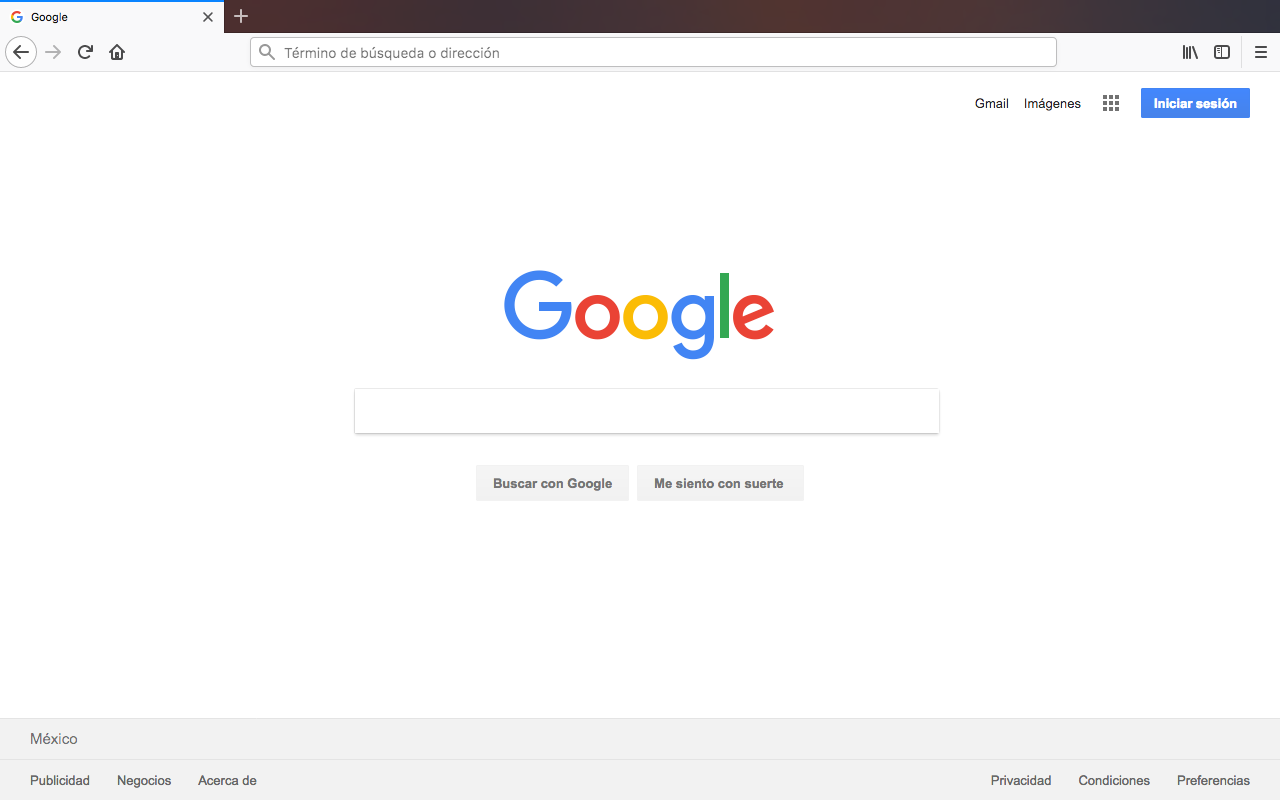 Google
Término de búsqueda o dirección
Gmail Imágenes Iniciar sesión
Google
Buscar con Google Me siento con suerte
México
Publicidad Negocios Acerca de Privacidad Condiciones Preferencias